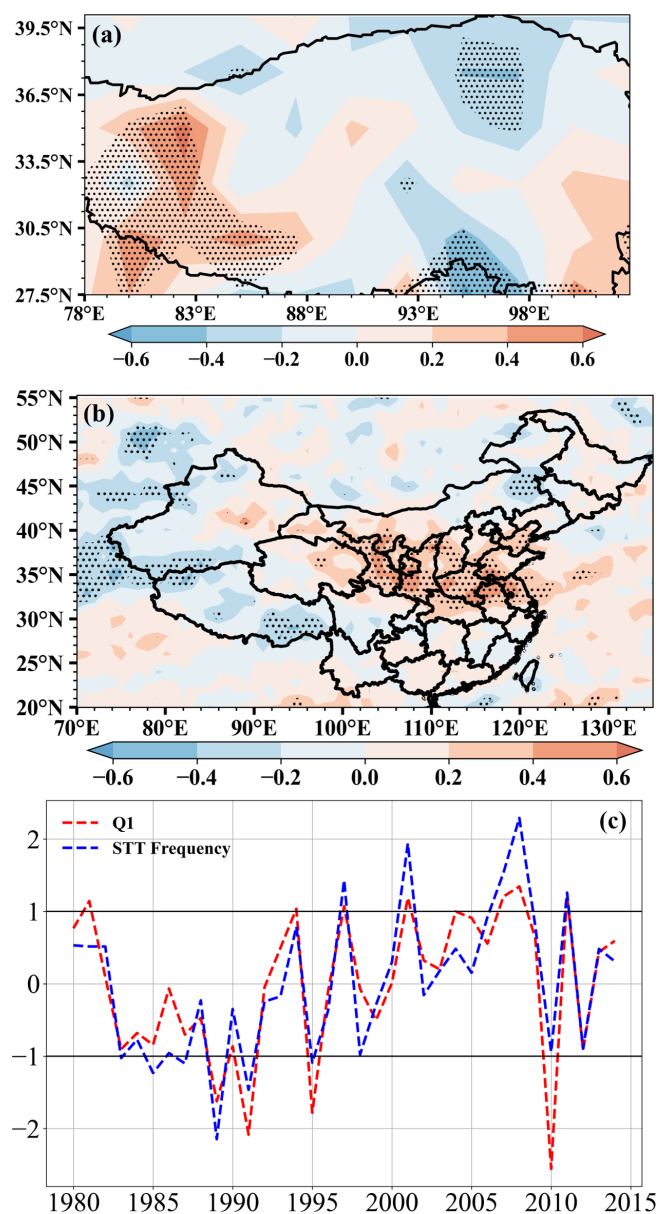 (a)
39.5°N
36.5°N
33.5°N
30.5°N
27.5°N
78°E 83°E 88°E 93°E 98°E
−0.6 −0.4 −0.2 0.0 0.2 0.4 0.6
(b)
55°N
50°N
45°N
40°N
35°N
30°N
25°N
20°N
70°E 80°E 90°E 100°E 110°E 120°E 130°E
−0.6 −0.4 −0.2 0.0 0.2 0.4 0.6
Q1
STT Frequency
(c)
2
1
0
−1
−2
1980 1985 1990 1995 2000 2005 2010 2015